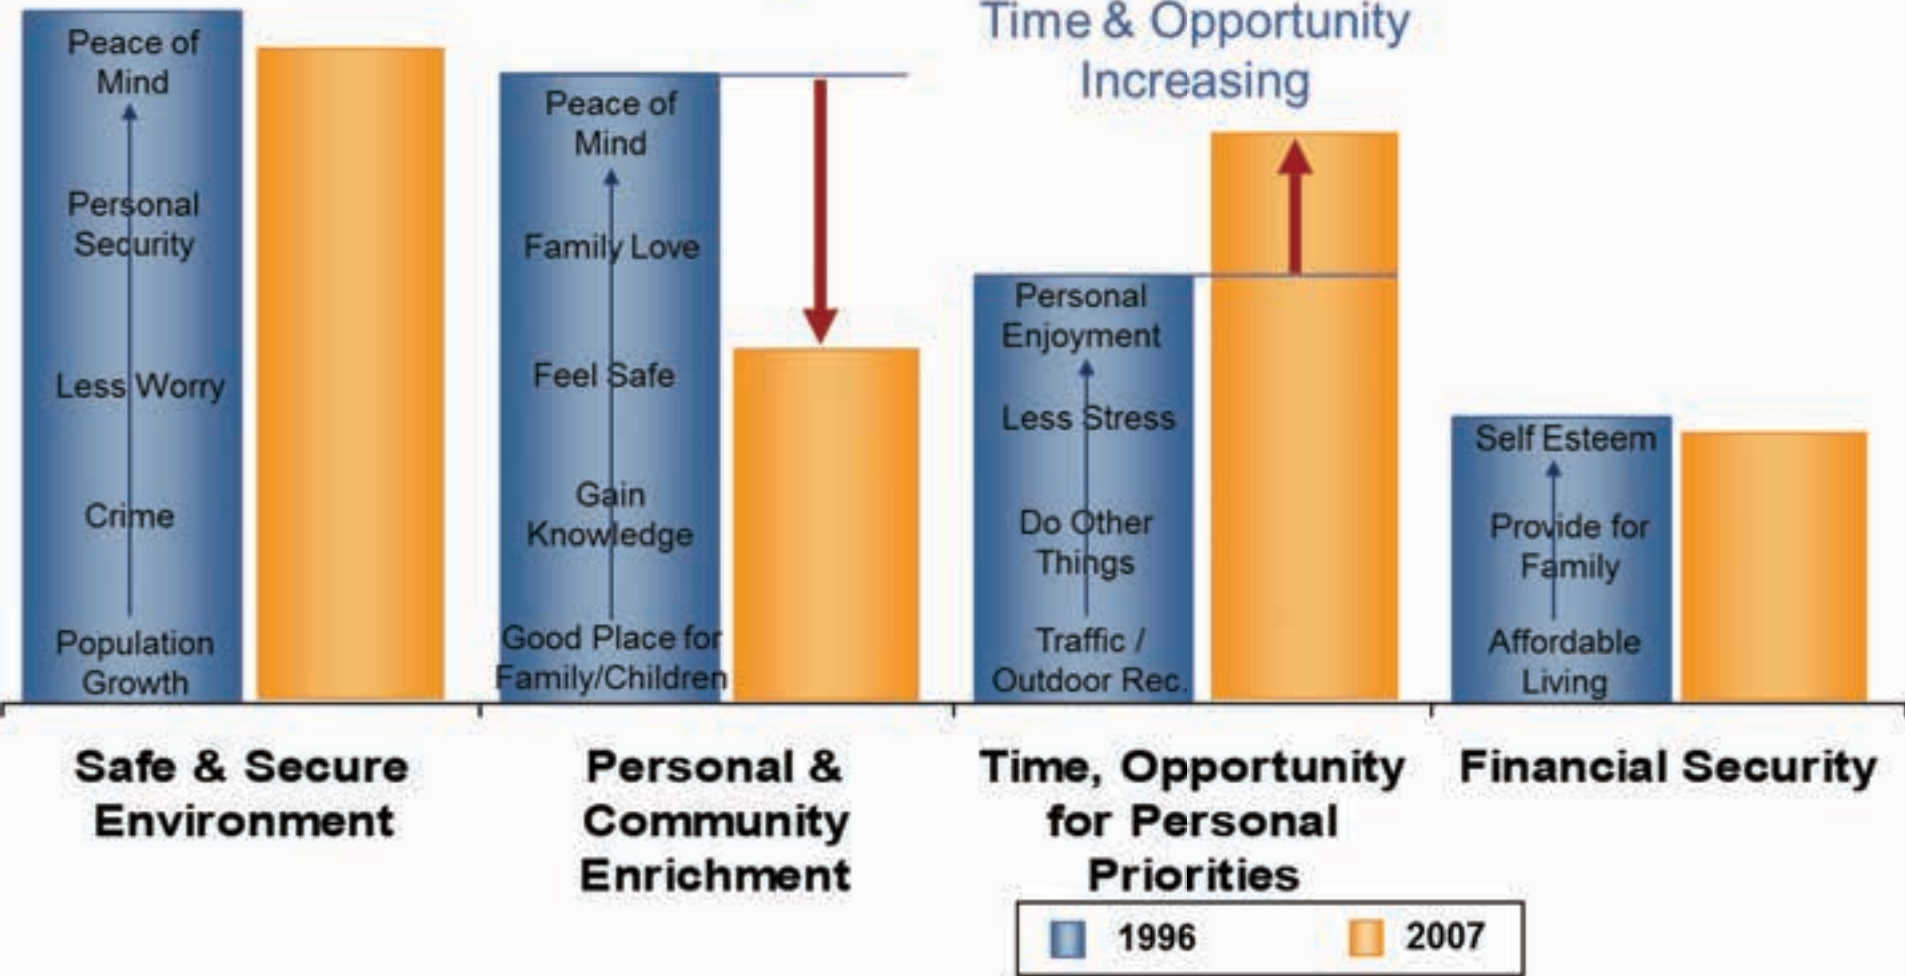 Time & Opportunity
Increasing
Peace of
Mind
Personal
Security
Less Worry
Crime
Population
Growth
Peace of
Mind
Family Love
Feel Safe
Gain
Knowledge
Good Place for
Family/Children
Personal
Enjoyment
Less Stress
Do Other
Things
Traffic /
Outdoor Rec.
Self Esteem
Provide for
Family
Affordable
Living
Safe & Secure
Environment
Personal &
Community
Enrichment
Time, Opportunity
for Personal
Priorities
Financial Security
1996
2007